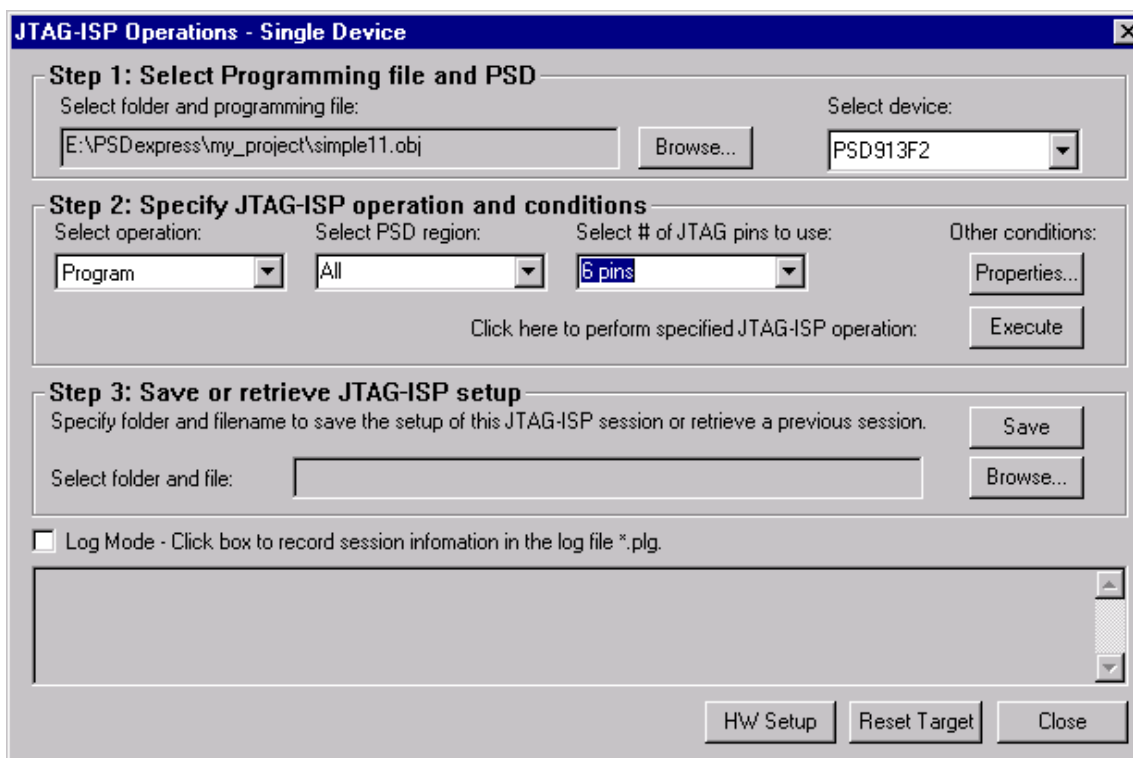 JTAG-ISP Operations - Single Device
Step 1: Select Programming file and PSD
Select folder and programming file:
Select device:
E:\PSDexpress\my_project\simple11.obj
Browse...
PSD913F2
Step 2: Specify JTAG-ISP operation and conditions
Select operation:
Select PSD region:
Select # of JTAG pins to use:
Other conditions:
Program
All
6 pins
Properties...
Click here to perform specified JTAG-ISP operation:
Execute
Step 3: Save or retrieve JTAG-ISP setup
Specify folder and filename to save the setup of this JTAG-ISP session or retrieve a previous session.
Save
Select folder and file:
Browse...
Log Mode - Click box to record session infomation in the log file *.plg.
HW Setup
Reset Target
Close